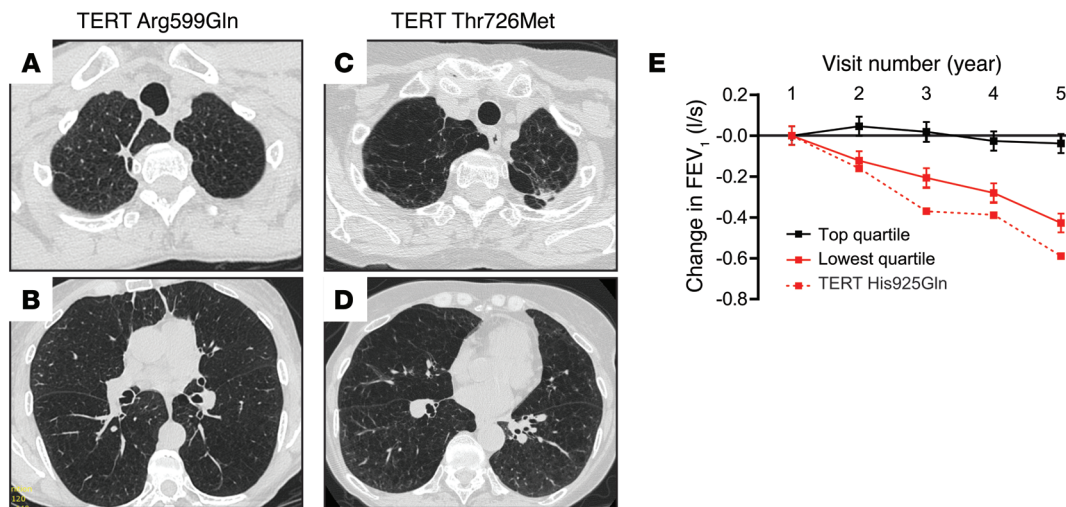 TERT Arg599Gln
TERT Thr726Met
A
C
E
B
D
Visit number (year)
1 2 3 4 5
Change in FEV1 (l/s)
0.2
-0.0
-0.2
-0.4
-0.6
-0.8
Top quartile
Lowest quartile
TERT His925Gln
120